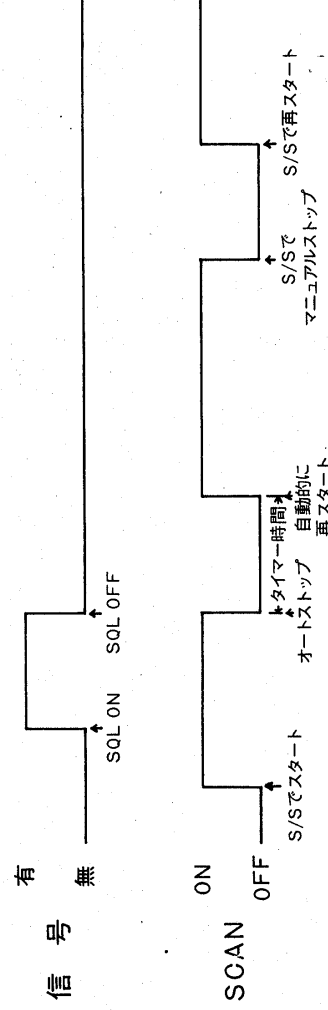 信号
有
無
SQL ON
SQL OFF
SCAN
ON
OFF
S/Sでスタート
オートストップ
タイマー時間
自動的に
再スタート
S/Sで
マニュアルストップ
S/Sで再スタート